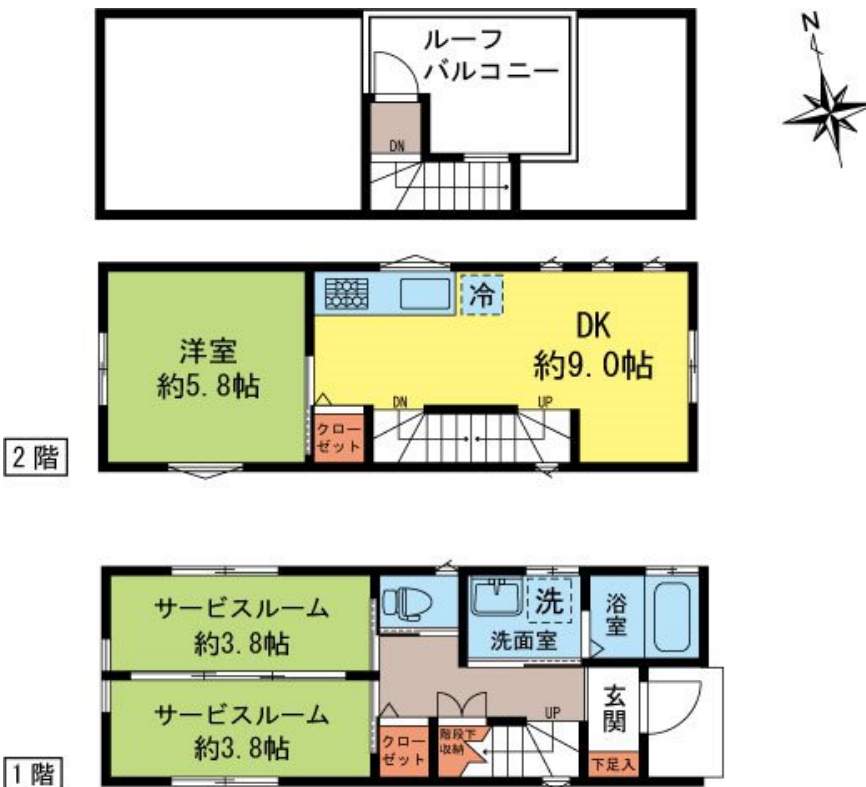 ルーフ
バルコニー
N
DN
洋室
約5.8帖
冷
DK
約9.0帖
DN
UP
クロー
ゼット
2階
サービスルーム
約3.8帖
洗
洗面室
浴室
サービスルーム
約3.8帖
クロー
ゼット
階段下
収納
UP
玄関
下足入
1階